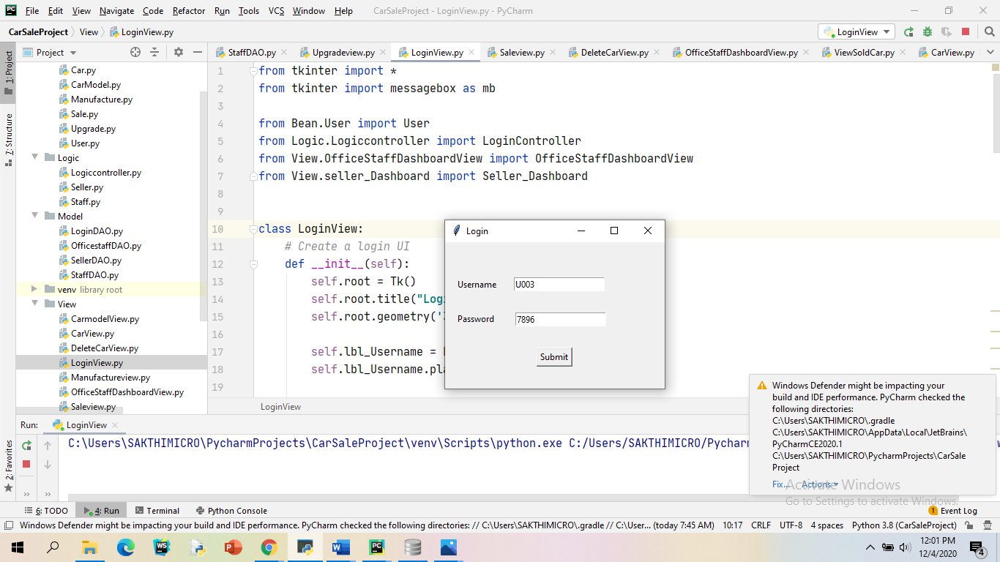 File Edit View Navigate Code Refactor Run Tools VCS Window Help CarSaleProject - LoginView.py - PyCharm
CarSaleProject View LoginView.py LoginView
Project StaffDAO.py Upgradeview.py LoginView.py Saleview.py DeleteCarView.py OfficeStaffDashboardView.py ViewSoldCar.py CarView.py
1: Project
7: Structure
2: Favorites
Car.py
CarModel.py
Manufacture.py
Sale.py
Upgrade.py
User.py
Logic
Logiccontroller.py
Seller.py
Staff.py
Model
LoginDAO.py
OfficestaffDAO.py
SellerDAO.py
StaffDAO.py
venv library root
View
CarmodelView.py
CarView.py
DeleteCarView.py
LoginView.py
Manufactureview.py
OfficeStaffDashboardView.py
Saleview.py
1 from tkinter import *
2 from tkinter import messagebox as mb
3
4 from Bean.User import User
5 from Logic.Logiccontroller import LoginController
6 from View.OfficeStaffDashboardView import OfficeStaffDashboardView
7 from View.seller_Dashboard import Seller_Dashboard
8
9
10 class LoginView:
11 # Create a login UI
12 def __init__(self):
13 self.root = Tk()
14 self.root.title("Logi
15 self.root.geometry('
16
17 self.lbl_Username =
18 self.lbl_Username.pla
19
LoginView
Login
Username U003
Password 7896
Submit
Run: LoginView
C:\Users\SAKTHIMICRO\PycharmProjects\CarSaleProject\venv\Scripts\python.exe C:/Users/SAKTHIMICRO/Pycharm
Windows Defender might be impacting your
build and IDE performance. PyCharm checked the
following directories:
C:\Users\SAKTHIMICRO\.gradle
C:\Users\SAKTHIMICRO\AppData\Local\JetBrains\
PyCharmCE2020.1
C:\Users\SAKTHIMICRO\PycharmProjects\CarSale
Project
Fix... Actions
Activate Windows
Go to Settings to activate Windows.
6: TODO 4: Run Terminal Python Console 1 Event Log
Windows Defender might be impacting your build and IDE performance. PyCharm checked the following directories: // C:\Users\SAKTHIMICRO\.gradle // C:\User... (today 7:45 AM) 10:17 CRLF UTF-8 4 spaces Python 3.8 (CarSaleProject)
12:01 PM
12/4/2020
4